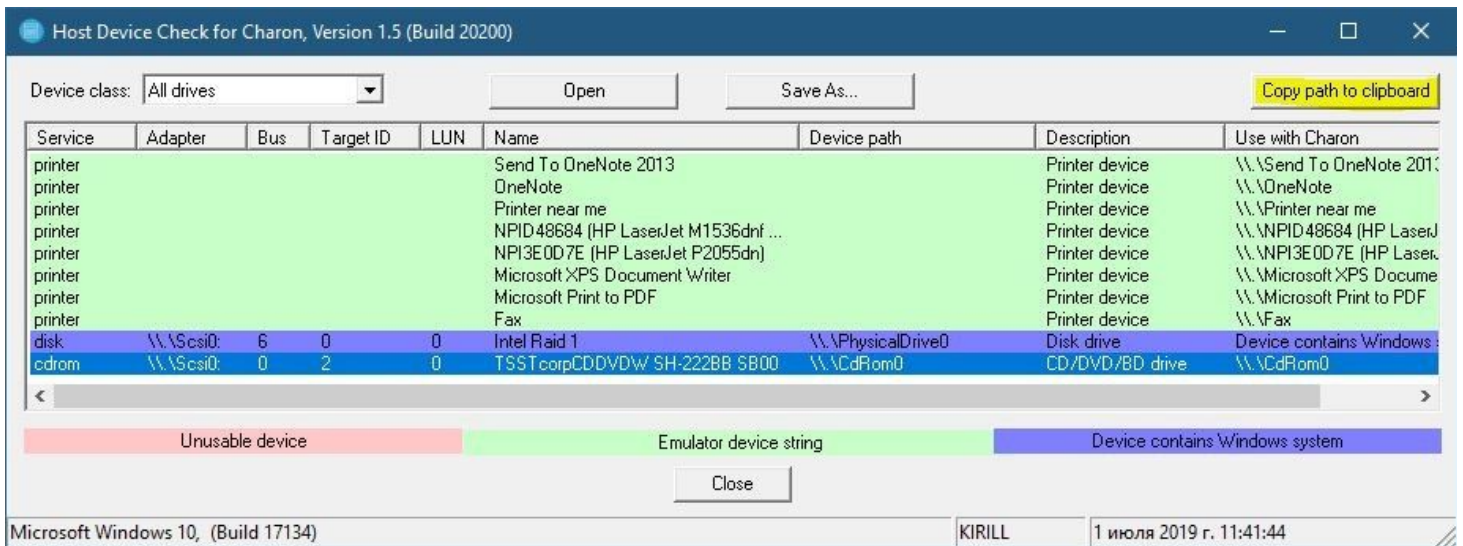 Host Device Check for Charon, Version 1.5 (Build 20200)
Device class: All drives Open Save As... Copy path to clipboard
Service Adapter Bus Target ID LUN Name Device path Description Use with Charon
printer Send To OneNote 2013 Printer device \\.\Send To OneNote 201
printer OneNote Printer device \\.\OneNote
printer Printer near me Printer device \\.\Printer near me
printer NPID48684 (HP LaserJet M1536dnf ... Printer device \\.\NPID48684 (HP LaserJ
printer NPI3E0D7E (HP LaserJet P2055dn) Printer device \\.\NPI3E0D7E (HP Laser
printer Microsoft XPS Document Writer Printer device \\.\Microsoft XPS Docume
printer Microsoft Print to PDF Printer device \\.\Microsoft Print to PDF
printer Fax Printer device \\.\Fax
disk \\.\Scsi0: 6 0 0 Intel Raid 1 \\.\PhysicalDrive0 Disk drive Device contains Windows
cdrom \\.\Scsi0: 0 2 0 TSSTcorpCDDVDW SH-222BB SB00 \\.\CdRom0 CD/DVD/BD drive \\.\CdRom0
Unusable device Emulator device string Device contains Windows system
Close
Microsoft Windows 10, (Build 17134) KIRILL 1 июля 2019 г. 11:41:44